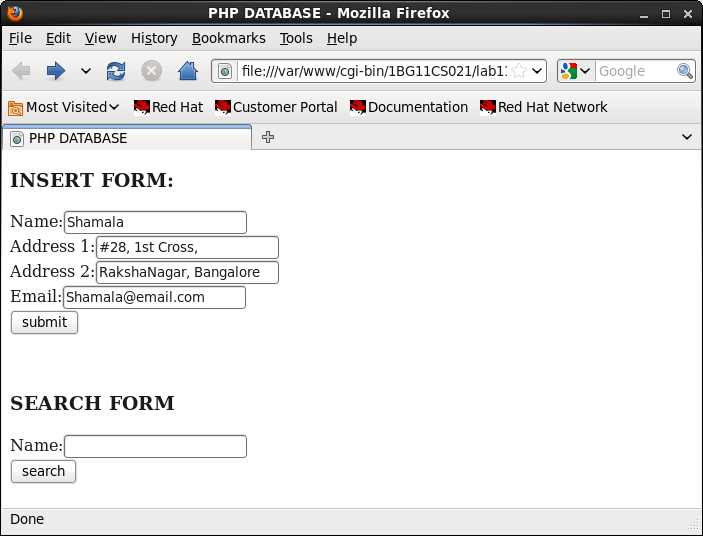 PHP DATABASE - Mozilla Firefox
File Edit View History Bookmarks Tools Help
file:///var/www/cgi-bin/1BG11CS021/lab1 Google
Most Visited Red Hat Customer Portal Documentation Red Hat Network
PHP DATABASE
INSERT FORM:
Name: Shamala
Address 1: #28, 1st Cross,
Address 2: RakshaNagar, Bangalore
Email: Shamala@email.com
submit
SEARCH FORM
Name:
search
Done